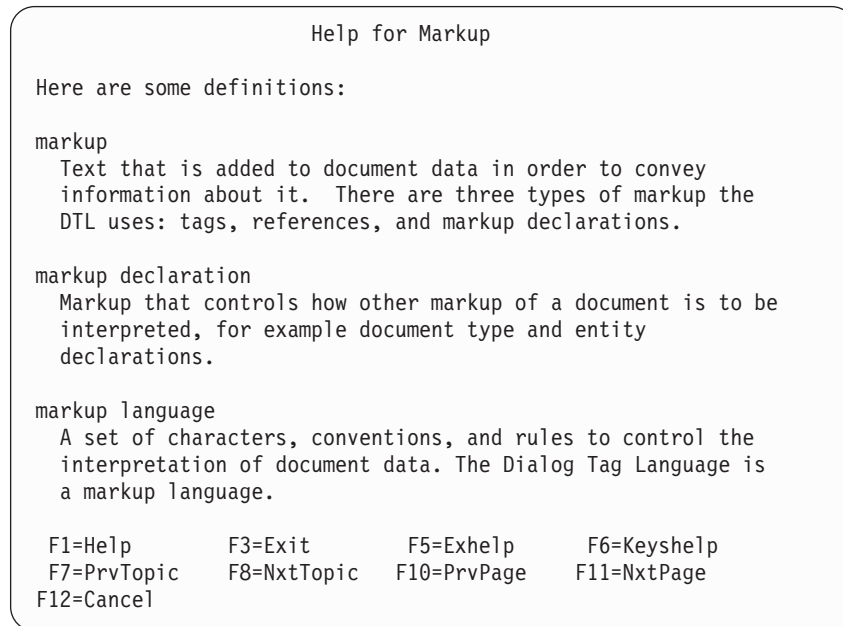 Help for Markup
Here are some definitions:
markup
Text that is added to document data in order to convey
information about it. There are three types of markup the
DTL uses: tags, references, and markup declarations.
markup declaration
Markup that controls how other markup of a document is to be
interpreted, for example document type and entity
declarations.
markup language
A set of characters, conventions, and rules to control the
interpretation of document data. The Dialog Tag Language is
a markup language.
F1=Help F3=Exit F5=Exhelp F6=Keyshelp
F7=PrvTopic F8=NxtTopic F10=PrvPage F11=NxtPage
F12=Cancel